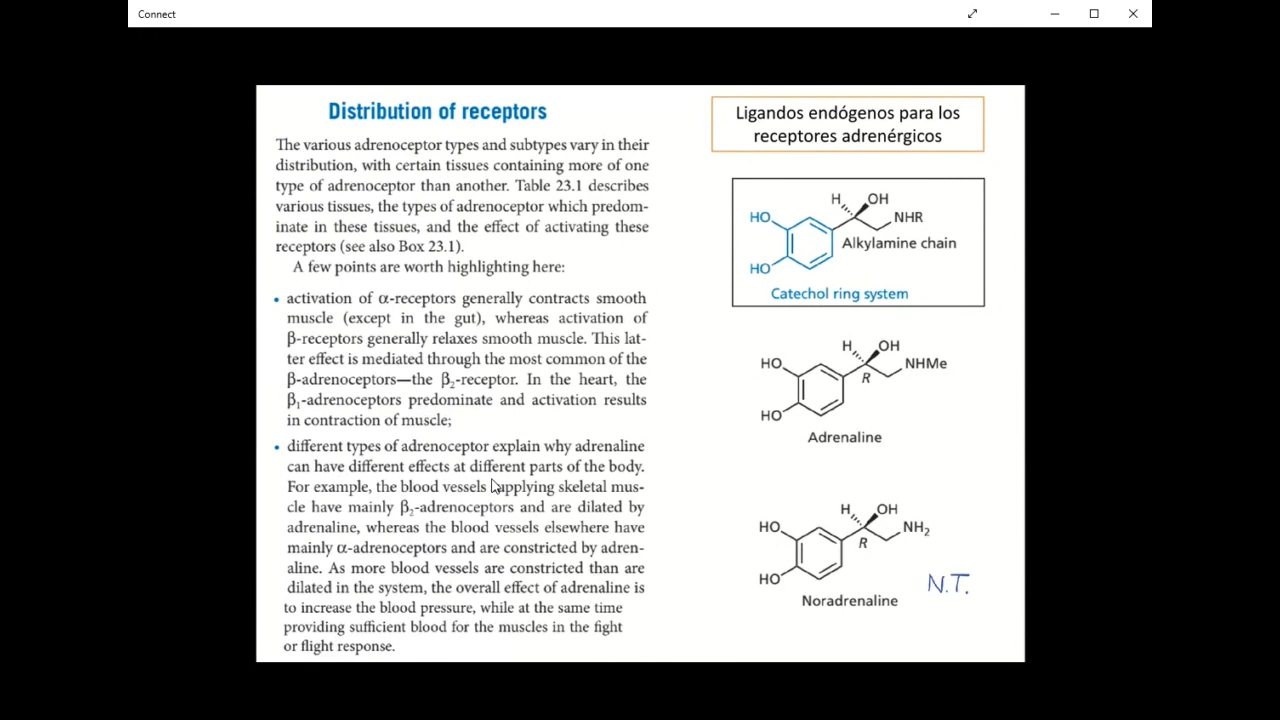 Connect
Distribution of receptors
The various adrenoceptor types and subtypes vary in their
distribution, with certain tissues containing more of one
type of adrenoceptor than another. Table 23.1 describes
various tissues, the types of adrenoceptor which predom-
inate in these tissues, and the effect of activating these
receptors (see also Box 23.1).
A few points are worth highlighting here:
• activation of α-receptors generally contracts smooth
muscle (except in the gut), whereas activation of
β-receptors generally relaxes smooth muscle. This lat-
ter effect is mediated through the most common of the
β-adrenoceptors—the β₂-receptor. In the heart, the
β₁-adrenoceptors predominate and activation results
in contraction of muscle;
• different types of adrenoceptor explain why adrenaline
can have different effects at different parts of the body.
For example, the blood vessels supplying skeletal mus-
cle have mainly β₂-adrenoceptors and are dilated by
adrenaline, whereas the blood vessels elsewhere have
mainly α-adrenoceptors and are constricted by adren-
aline. As more blood vessels are constricted than are
dilated in the system, the overall effect of adrenaline is
to increase the blood pressure, while at the same time
providing sufficient blood for the muscles in the fight
or flight response.
Ligandos endógenos para los
receptores adrenérgicos
H OH
HO NHR
Alkylamine chain
HO
Catechol ring system
H OH
HO NHMe
R
HO
Adrenaline
H OH
HO NH₂
R
HO
Noradrenaline
N.T.